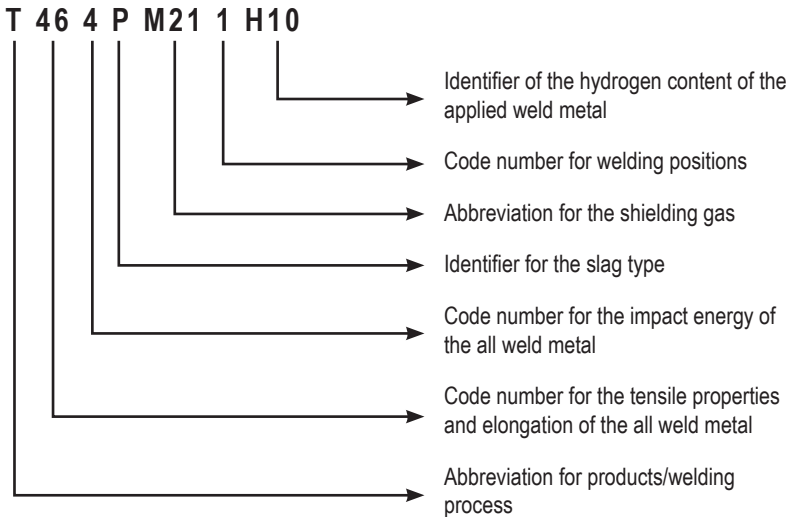 T 46 4 P M21 1 H10
Identifier of the hydrogen content of the
applied weld metal
Code number for welding positions
Abbreviation for the shielding gas
Identifier for the slag type
Code number for the impact energy of
the all weld metal
Code number for the tensile properties
and elongation of the all weld metal
Abbreviation for products/welding
process